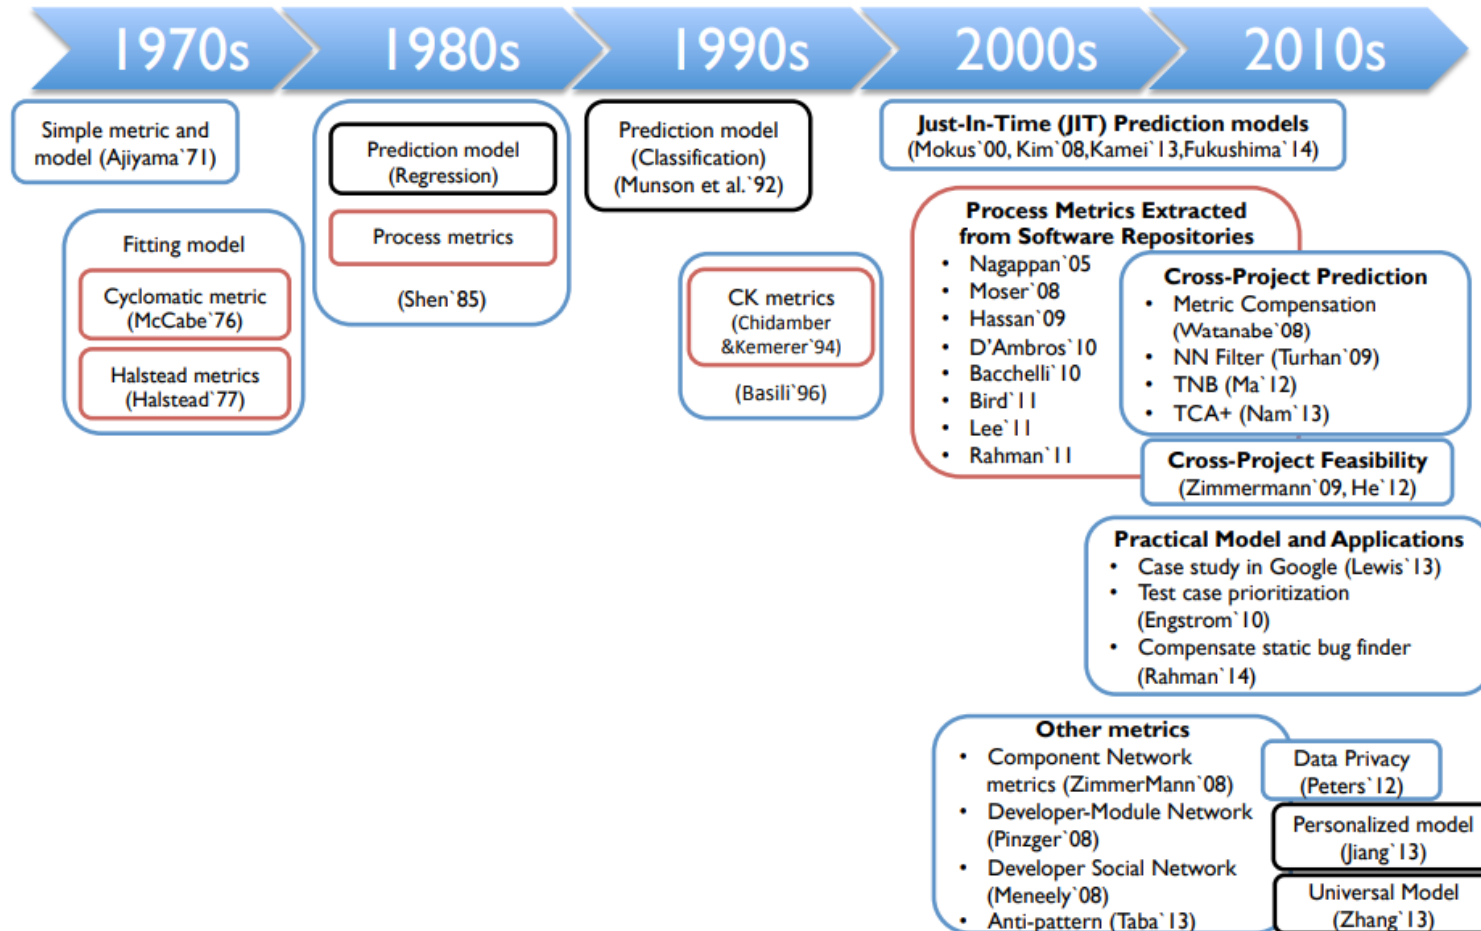 1970s
1980s
1990s
2000s
2010s
Simple metric and
model (Ajiyama`71)
Fitting model
Cyclomatic metric
(McCabe`76)
Halstead metrics
(Halstead`77)
Prediction model
(Regression)
Process metrics
(Shen`85)
Prediction model
(Classification)
(Munson et al.`92)
CK metrics
(Chidamber
&Kemerer`94)
(Basili`96)
Just-In-Time (JIT) Prediction models
(Mokus`00, Kim`08,Kamei`13,Fukushima`14)
Process Metrics Extracted
from Software Repositories
• Nagappan`05
• Moser`08
• Hassan`09
• D'Ambros`10
• Bacchelli`10
• Bird`11
• Lee`11
• Rahman`11
Cross-Project Prediction
• Metric Compensation
(Watanabe`08)
• NN Filter (Turhan`09)
• TNB (Ma`12)
• TCA+ (Nam`13)
Cross-Project Feasibility
(Zimmermann`09, He`12)
Practical Model and Applications
• Case study in Google (Lewis`13)
• Test case prioritization
(Engstrom`10)
• Compensate static bug finder
(Rahman`14)
Other metrics
• Component Network
metrics (ZimmerMann`08)
• Developer-Module Network
(Pinzger`08)
• Developer Social Network
(Meneely`08)
• Anti-pattern (Taba`13)
Data Privacy
(Peters`12)
Personalized model
(Jiang`13)
Universal Model
(Zhang`13)